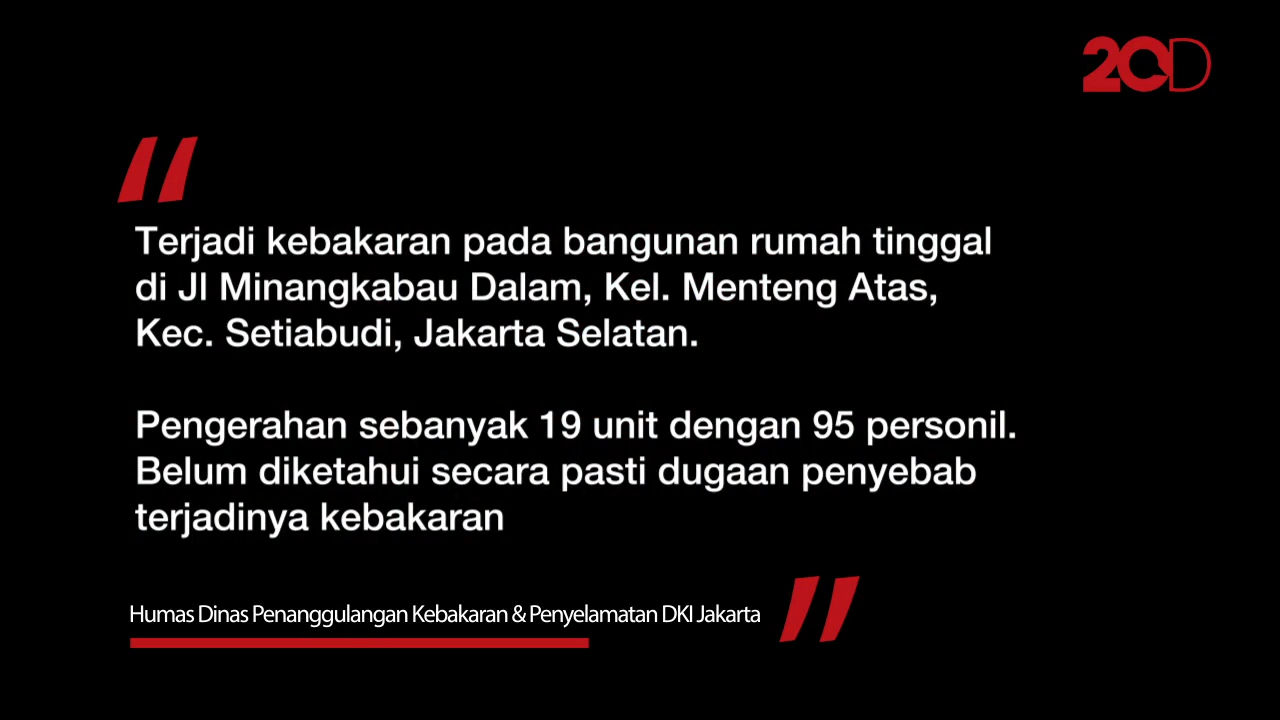 20D
Terjadi kebakaran pada bangunan rumah tinggal
di Jl Minangkabau Dalam, Kel. Menteng Atas,
Kec. Setiabudi, Jakarta Selatan.
Pengerahan sebanyak 19 unit dengan 95 personil.
Belum diketahui secara pasti dugaan penyebab
terjadinya kebakaran
Humas Dinas Penanggulangan Kebakaran & Penyelamatan DKI Jakarta